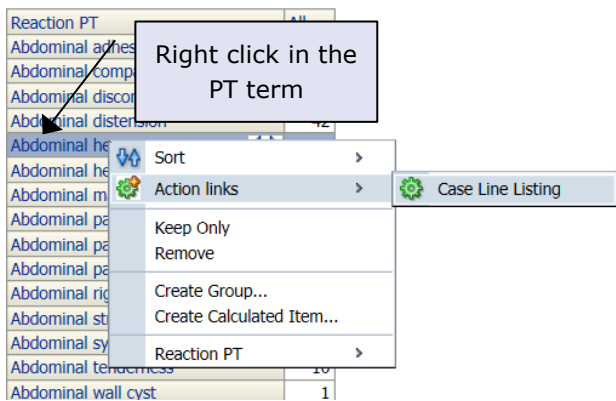 Reaction PT
Abdominal adhes
Right click in the
PT term
Abdominal comp
Abdominal discor
Abdominal distension 42
Abdominal he
Sort
Abdominal he
Action links
Case Line Listing
Abdominal m
Abdominal pa
Keep Only
Abdominal pa
Remove
Abdominal pa
Abdominal rig
Create Group...
Abdominal st
Create Calculated Item...
Abdominal sy
Reaction PT
Abdominal tenderness
Abdominal wall cyst 1